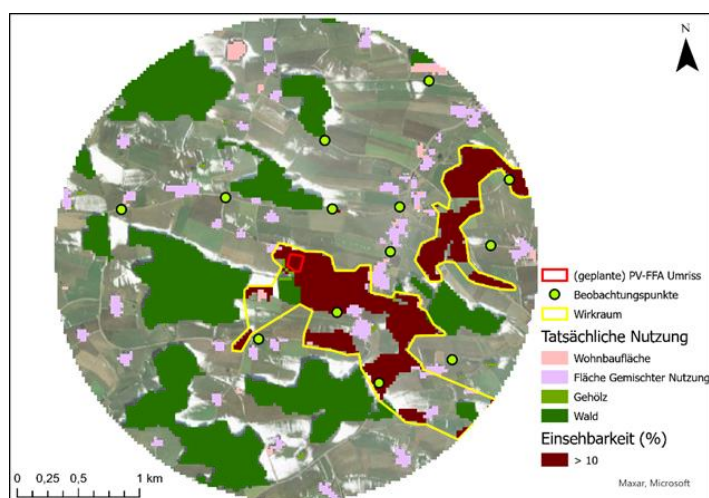 N
(geplante) PV-FFA Umriss
Beobachtungspunkte
Wirkraum
Tatsächliche Nutzung
Wohnbaufläche
Fläche Gemischter Nutzung
Gehölz
Wald
Einsehbarkeit (%)
> 10
0 0,25 0,5 1 km
Maxar, Microsoft